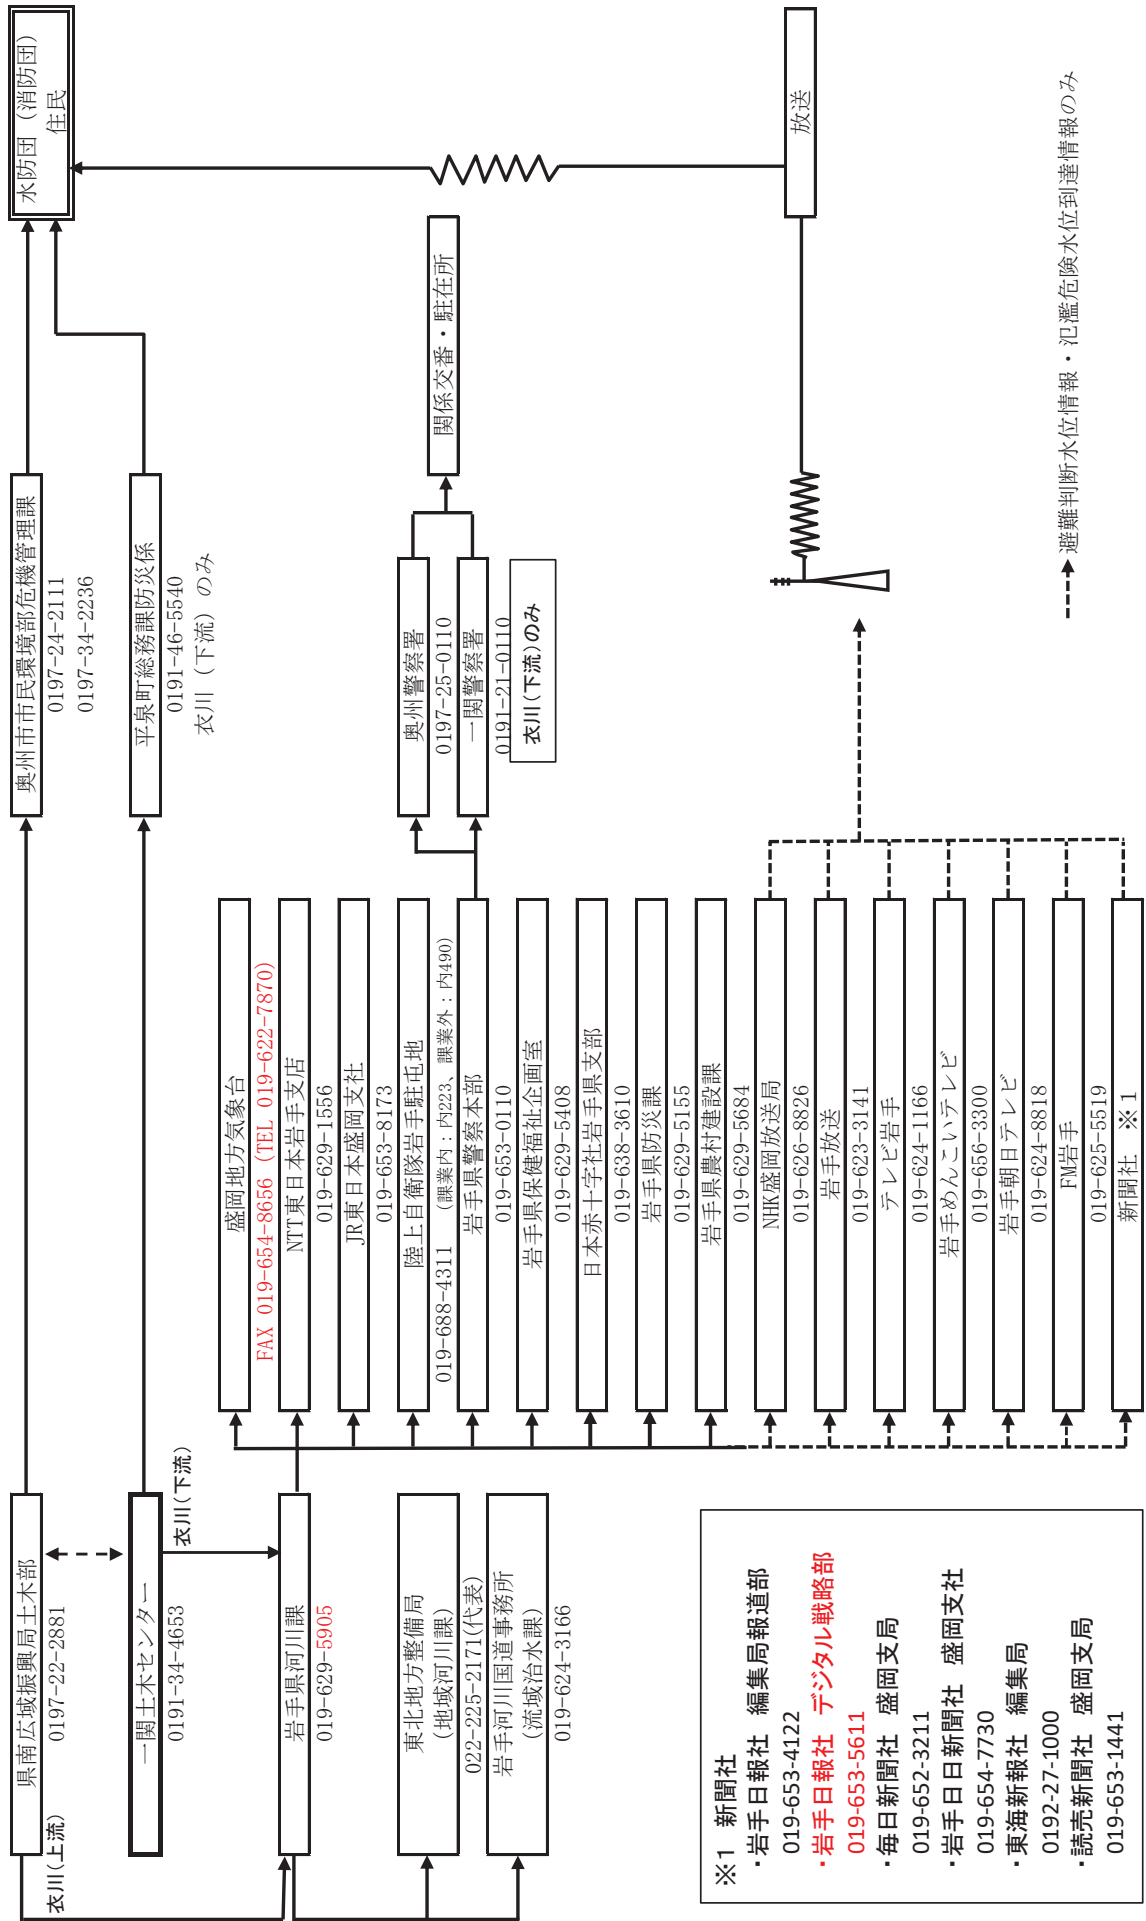 県南広域振興局土木部
0197-22-2881
衣川(上流)
一関土木センター
0191-34-4653
衣川(下流)
岩手県河川課
019-629-5905
東北地方整備局
(地域河川課)
022-225-2171(代表)
岩手河川国道事務所
(流域治水課)
019-624-3166
盛岡地方気象台
FAX 019-654-8656 (TEL 019-622-7870)
NTT東日本岩手支店
019-629-1556
JR東日本盛岡支社
019-653-8173
陸上自衛隊岩手駐屯地
019-688-4311 (課業内:内223、課業外:内490)
岩手県警察本部
019-653-0110
岩手県保健福祉企画室
019-629-5408
日本赤十字社岩手県支部
019-638-3610
岩手県防災課
019-629-5155
岩手県農村建設課
019-629-5684
NHK盛岡放送局
019-626-8826
岩手放送
019-623-3141
テレビ岩手
019-624-1166
岩手めんこいテレビ
019-656-3300
岩手朝日テレビ
019-624-8818
FM岩手
019-625-5519
新聞社 ※1
奥州市市民環境部危機管理課
0197-24-2111
0197-34-2236
平泉町総務課防災係
0191-46-5540
衣川(下流)のみ
奥州警察署
0197-25-0110
一関警察署
0191-21-0110
衣川(下流)のみ
関係交番・駐在所
水防団(消防団)
住民
放送
避難判断水位情報・氾濫危険水位到達情報のみ
※1 新聞社
・岩手日報社 編集局報道部
019-653-4122
・岩手日報社 デジタル戦略部
019-653-5611
・毎日新聞社 盛岡支局
019-652-3211
・岩手日日新聞社 盛岡支社
019-654-7730
・東海新報社 編集局
0192-27-1000
・読売新聞社 盛岡支局
019-653-1441